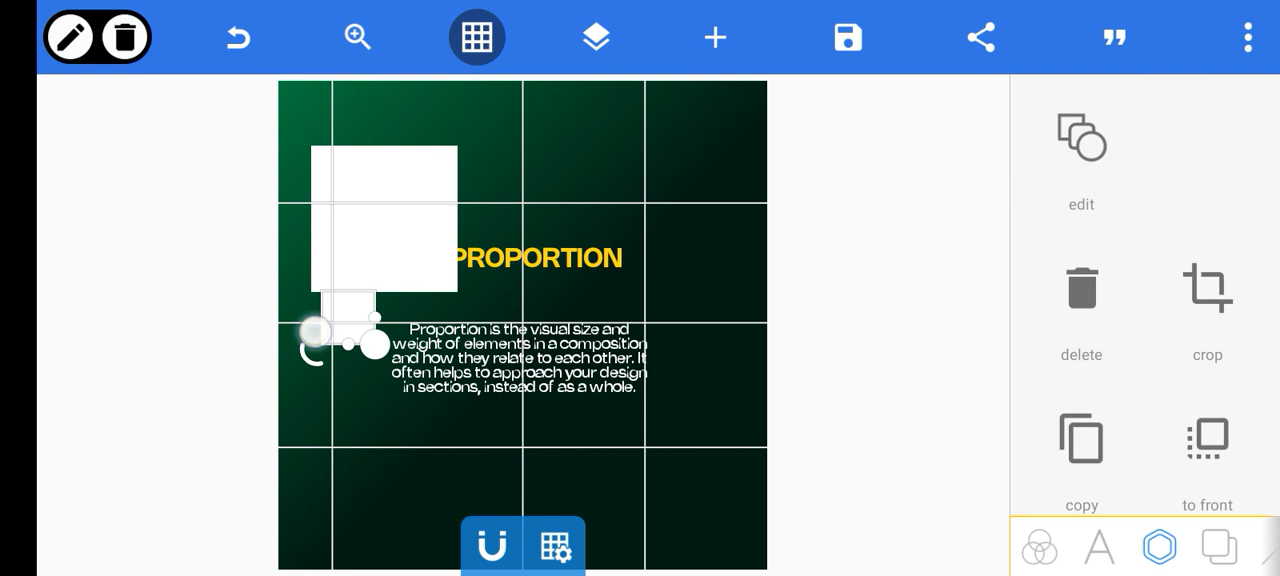 PROPORTION
Proportion is the visual size and
weight of elements in a composition
and how they relate to each other. It
often helps to approach your design
in sections, instead of as a whole.
edit
delete
crop
copy
to front